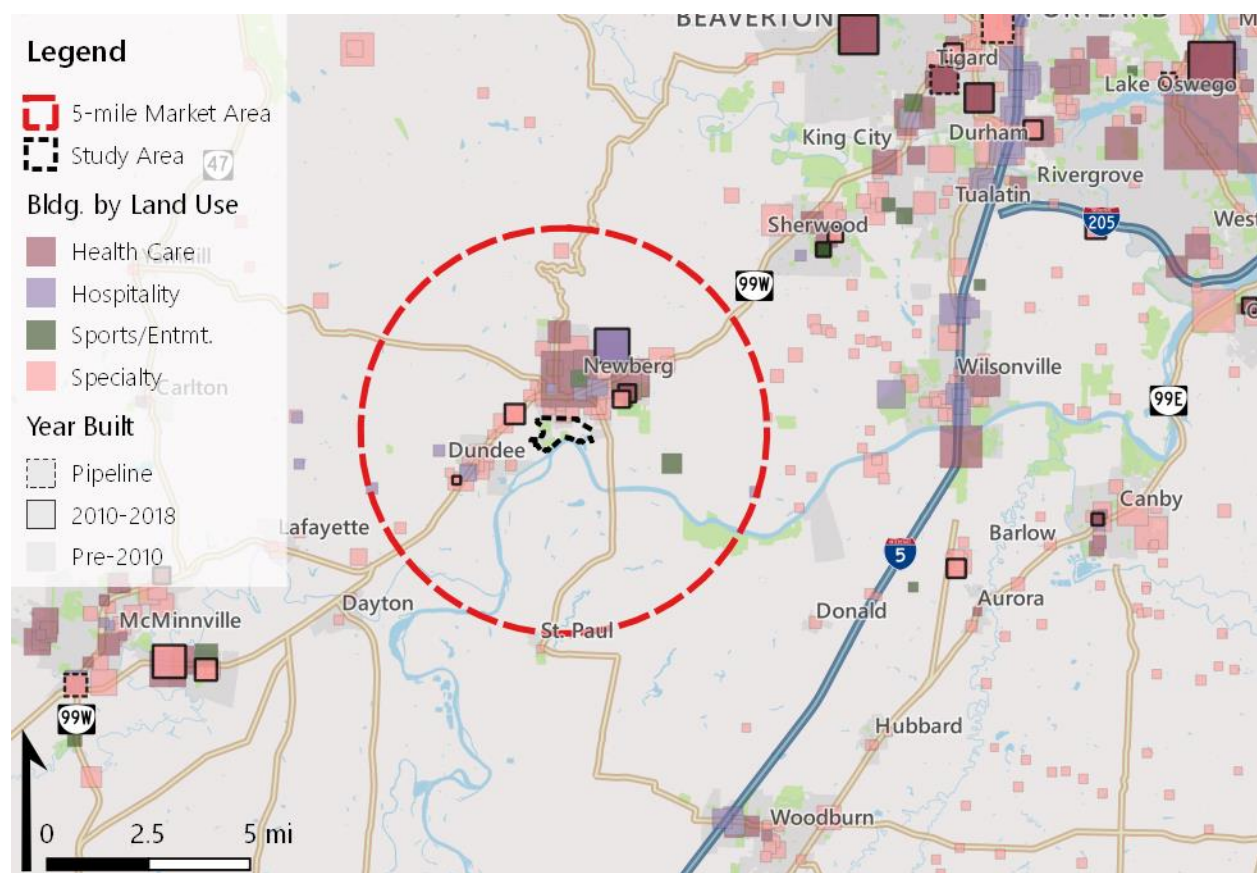 Legend
5-mile Market Area
Study Area
47
Bldg. by Land Use
Health Care
Hospitality
Sports/Entmt.
Specialty
Year Built
Pipeline
2010-2018
Pre-2010
0 2.5 5 mi
BEAVERTON
PORTLAND
Tigard
Lake Oswego
King City
Durham
Rivergrove
Tualatin
Sherwood
205
West
99W
Yamhill
Newberg
Wilsonville
Carlton
99E
Dundee
Canby
Lafayette
Barlow
5
Dayton
Donald
Aurora
McMinnville
St. Paul
99W
Hubbard
Woodburn